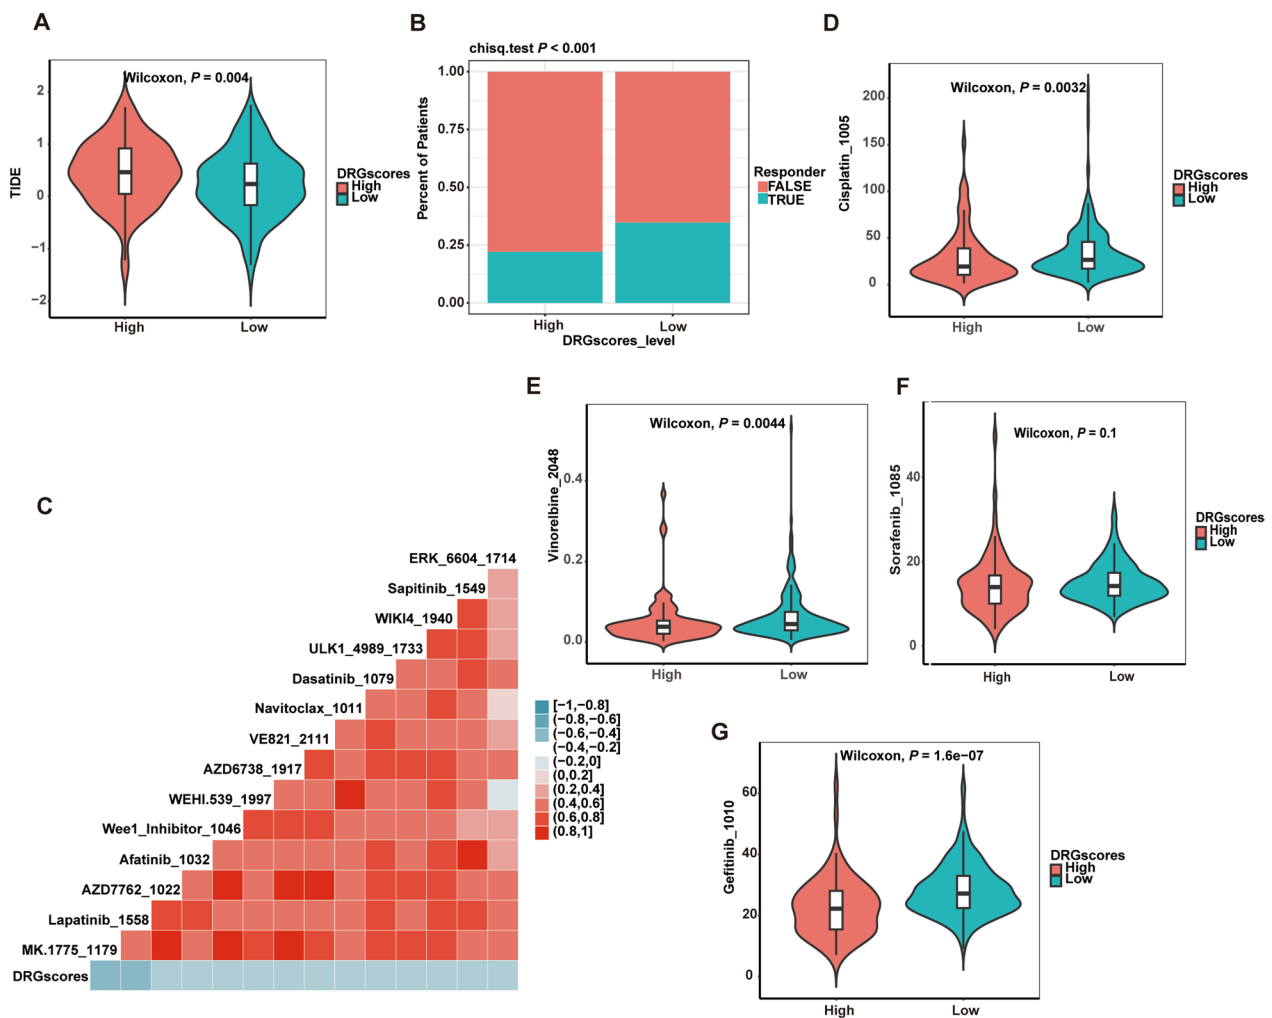 A
Wilcoxon, P = 0.004
TIDE
2
1
0
−1
−2
High
Low
DRGscores
High
Low
B
chisq.test P < 0.001
Percent of Patients
1.00
0.75
0.50
0.25
0.00
High
Low
DRGscores_level
Responder
FALSE
TRUE
D
Wilcoxon, P = 0.0032
Cisplatin_1005
200
150
100
50
0
High
Low
DRGscores
High
Low
E
Wilcoxon, P = 0.0044
Vinorelbine_2048
0.4
0.2
0.0
High
Low
F
Wilcoxon, P = 0.1
Sorafenib_1085
40
20
0
High
Low
DRGscores
High
Low
C
ERK_6604_1714
Sapitinib_1549
WIKI4_1940
ULK1_4989_1733
Dasatinib_1079
Navitoclax_1011
VE821_2111
AZD6738_1917
WEHI.539_1997
Wee1_Inhibitor_1046
Afatinib_1032
AZD7762_1022
Lapatinib_1558
MK.1775_1179
DRGscores
[−1,−0.8]
(−0.8,−0.6]
(−0.6,−0.4]
(−0.4,−0.2]
(−0.2,0]
(0,0.2]
(0.2,0.4]
(0.4,0.6]
(0.6,0.8]
(0.8,1]
G
Wilcoxon, P = 1.6e−07
Gefitinib_1010
60
40
20
0
High
Low
DRGscores
High
Low